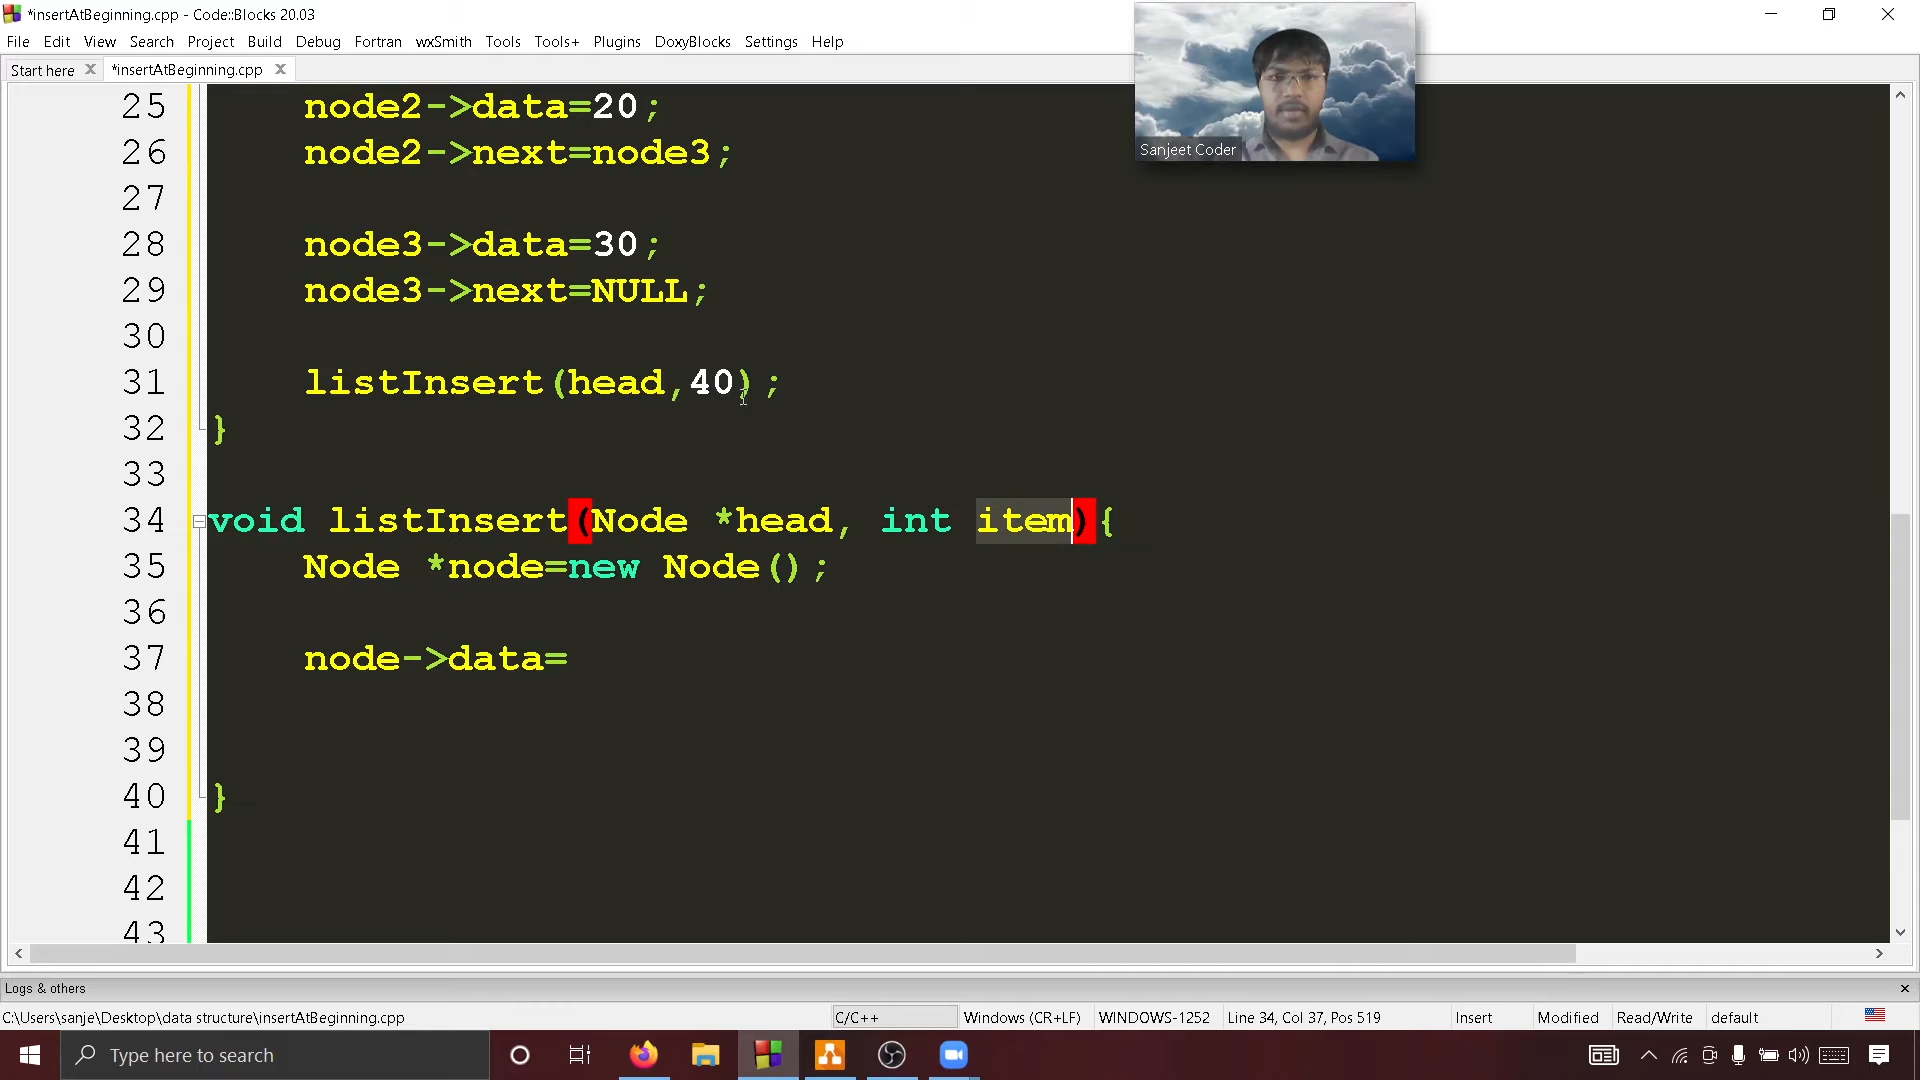 *insertAtBeginning.cpp - Code::Blocks 20.03
File Edit View Search Project Build Debug Fortran wxSmith Tools Tools+ Plugins DoxyBlocks Settings Help
Start here *insertAtBeginning.cpp
25 node2->data=20;
26 node2->next=node3;
27
28 node3->data=30;
29 node3->next=NULL;
30
31 listInsert(head,40);
32 }
33
34 void listInsert(Node *head, int item){
35 Node *node=new Node();
36
37 node->data=
38
39
40 }
41
42
43
Sanjeet Coder
Logs & others
C:\Users\sanje\Desktop\data structure\insertAtBeginning.cpp C/C++ Windows (CR+LF) WINDOWS-1252 Line 34, Col 37, Pos 519 Insert Modified Read/Write default
Type here to search